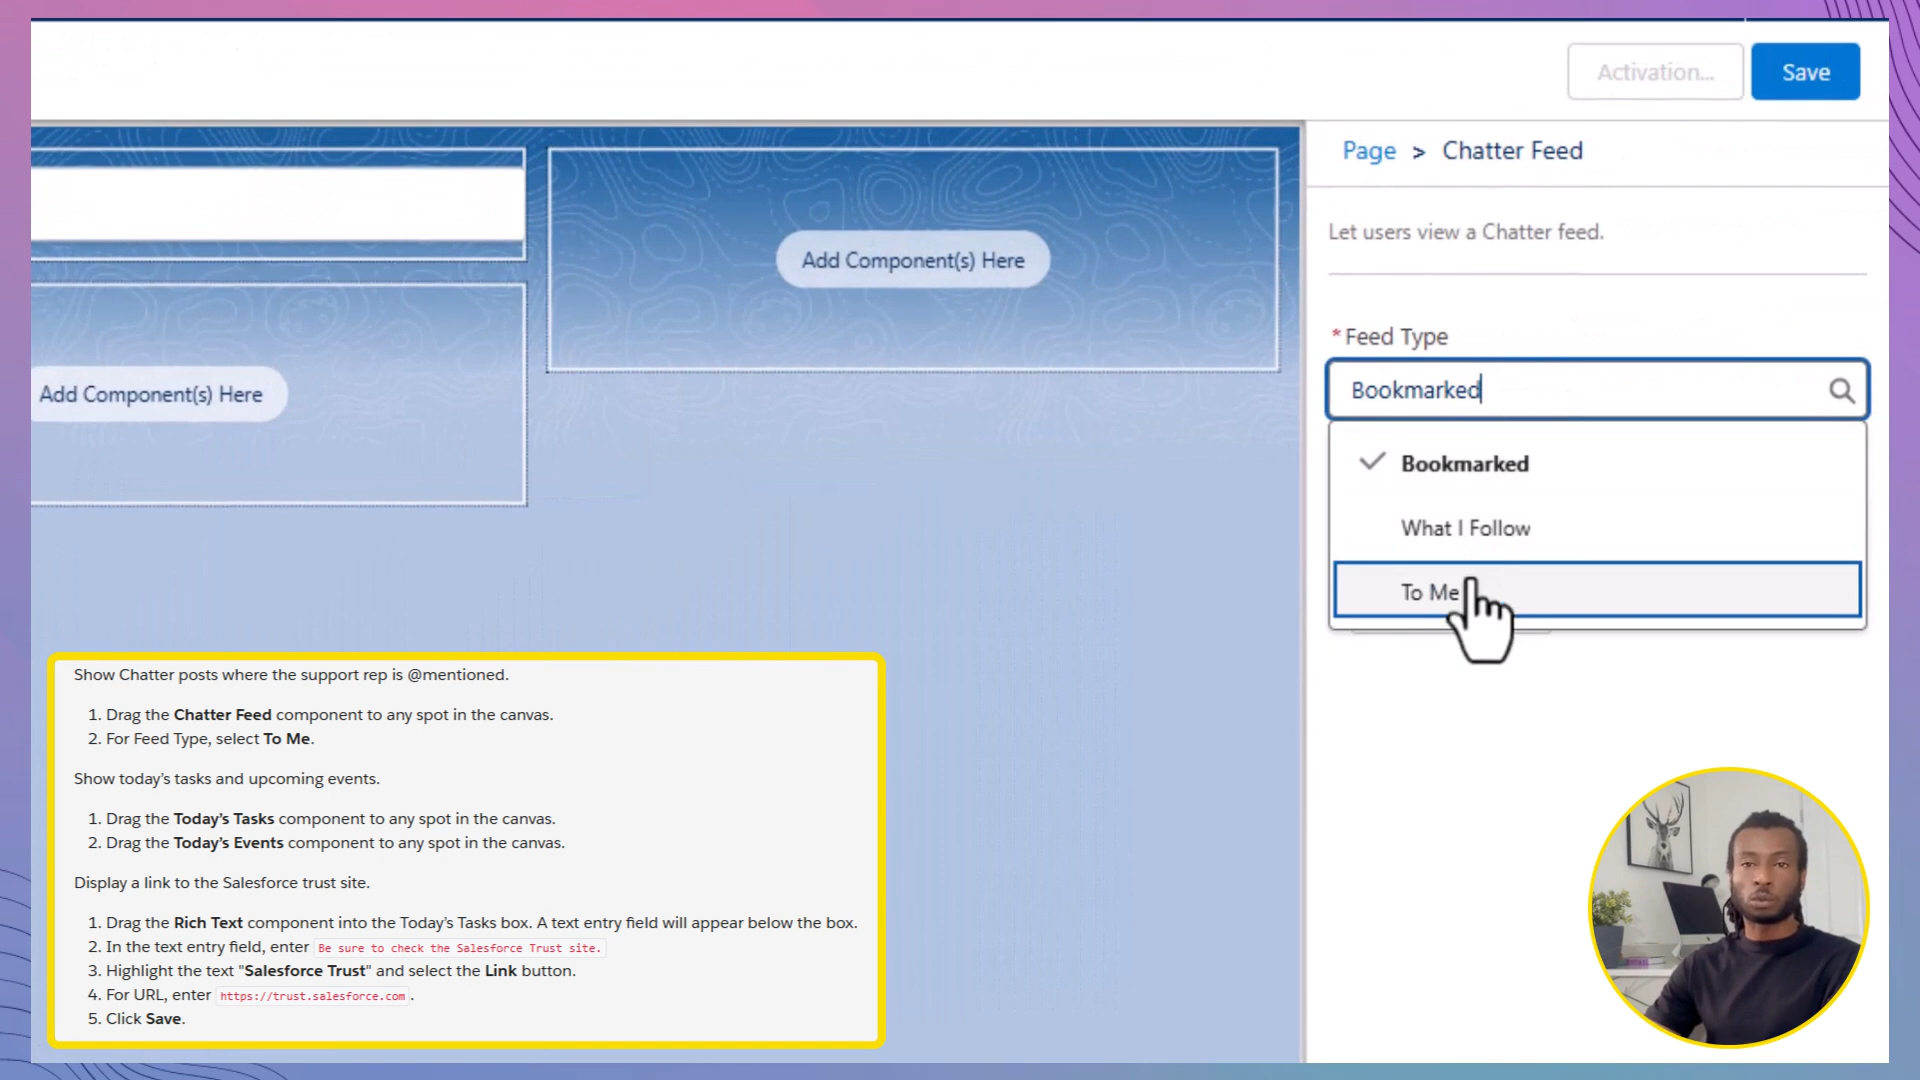 Activation...
Save
Page > Chatter Feed
Let users view a Chatter feed.
Add Component(s) Here
*Feed Type
Bookmarked
Add Component(s) Here
Bookmarked
What I Follow
To Me
Show Chatter posts where the support rep is @mentioned.
1. Drag the Chatter Feed component to any spot in the canvas.
2. For Feed Type, select To Me.
Show today’s tasks and upcoming events.
1. Drag the Today’s Tasks component to any spot in the canvas.
2. Drag the Today’s Events component to any spot in the canvas.
Display a link to the Salesforce trust site.
1. Drag the Rich Text component into the Today’s Tasks box. A text entry field will appear below the box.
2. In the text entry field, enter Be sure to check the Salesforce Trust site.
3. Highlight the text "Salesforce Trust" and select the Link button.
4. For URL, enter https://trust.salesforce.com.
5. Click Save.